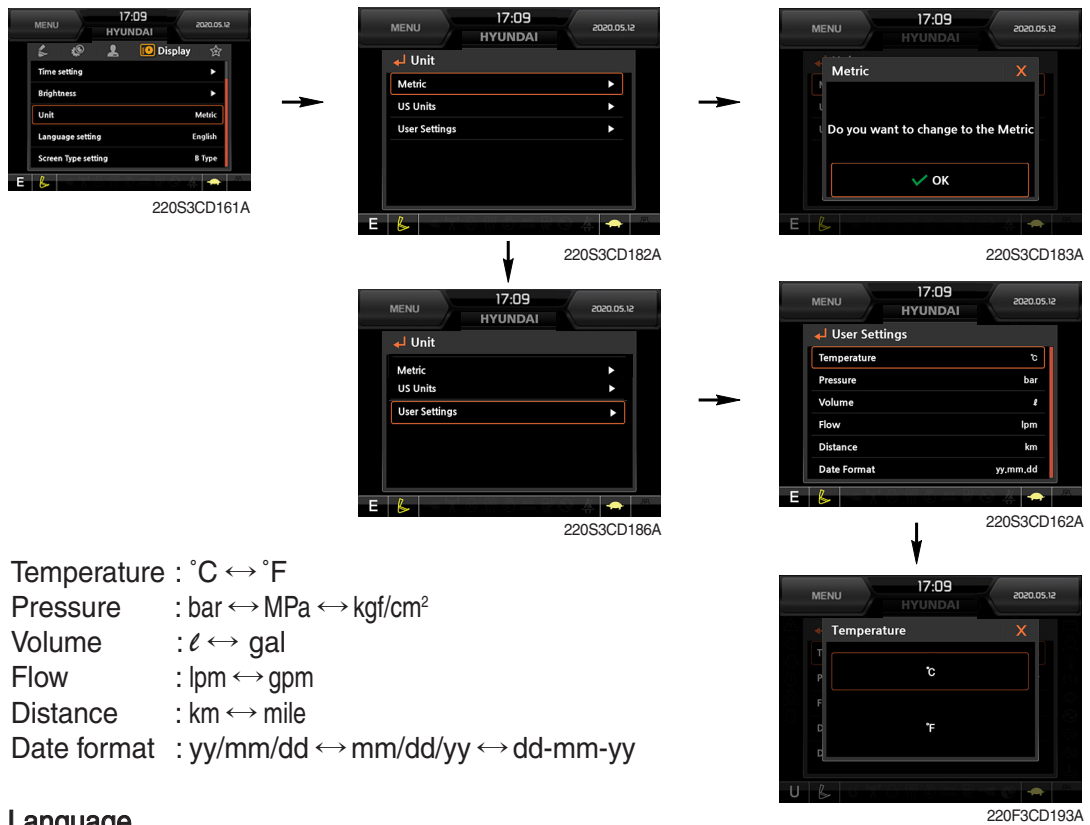 MENU
17:09
HYUNDAI
2020.05.12
Display
Time setting
Brightness
Unit Metric
Language setting English
Screen Type setting B Type
E
220S3CD161A
MENU
17:09
HYUNDAI
2020.05.12
Unit
Metric
US Units
User Settings
E
220S3CD182A
MENU
17:09
HYUNDAI
2020.05.12
Metric X
Do you want to change to the Metric
OK
E
220S3CD183A
MENU
17:09
HYUNDAI
2020.05.12
Unit
Metric
US Units
User Settings
E
220S3CD186A
MENU
17:09
HYUNDAI
2020.05.12
User Settings
Temperature ℃
Pressure bar
Volume ℓ
Flow lpm
Distance km
Date Format yy.mm.dd
E
220S3CD162A
Temperature : ˚C ↔ ˚F
Pressure : bar ↔ MPa ↔ kgf/cm²
Volume : ℓ ↔ gal
Flow : lpm ↔ gpm
Distance : km ↔ mile
Date format : yy/mm/dd ↔ mm/dd/yy ↔ dd-mm-yy
MENU
17:09
HYUNDAI
2020.05.12
Temperature X
℃
℉
U
220F3CD193A
Language